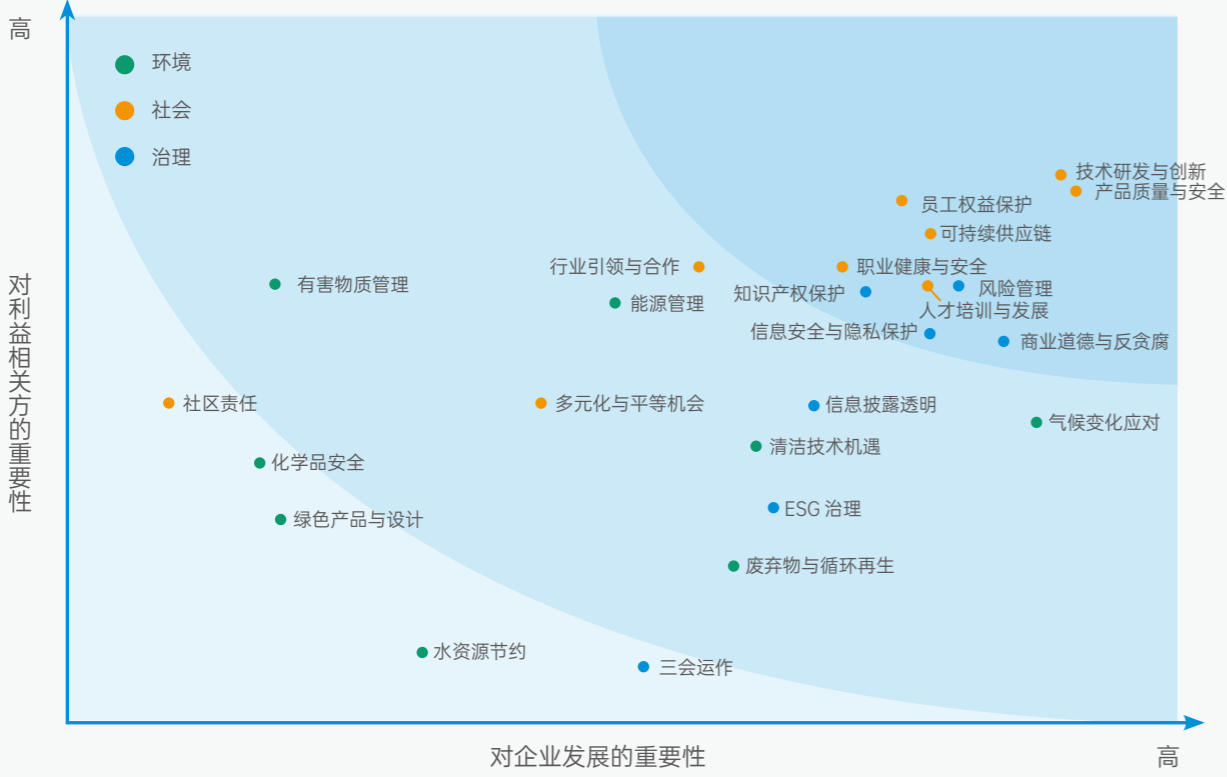 高
环境
社会
治理
技术研发与创新
产品质量与安全
员工权益保护
可持续供应链
行业引领与合作
职业健康与安全
有害物质管理
知识产权保护
风险管理
能源管理
人才培训与发展
信息安全与隐私保护
商业道德与反贪腐
对利益相关方的重要性
社区责任
多元化与平等机会
信息披露透明
气候变化应对
清洁技术机遇
化学品安全
ESG 治理
绿色产品与设计
废弃物与循环再生
水资源节约
三会运作
对企业发展的重要性
高